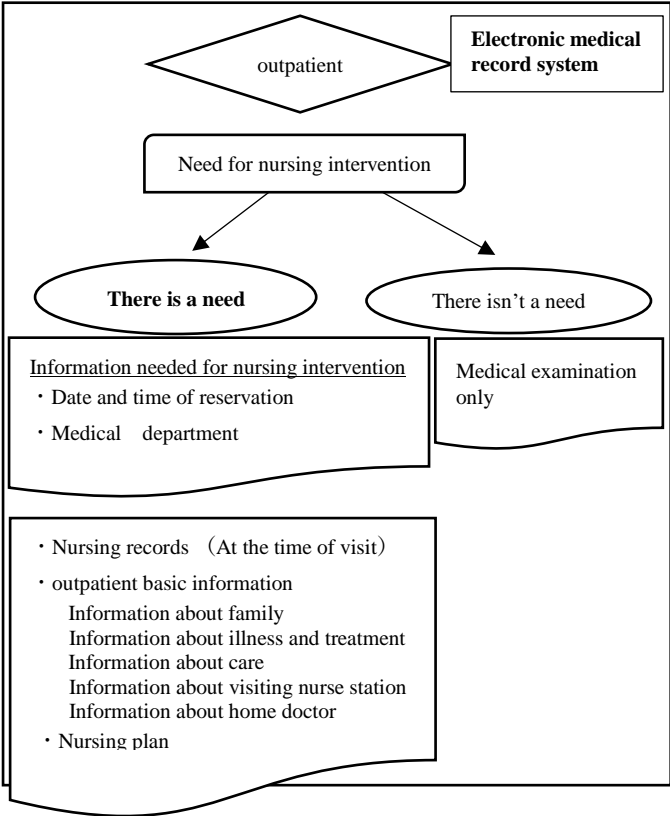 outpatient
Electronic medical
record system
Need for nursing intervention
There is a need
There isn’t a need
Information needed for nursing intervention
・Date and time of reservation
・Medical department
Medical examination
only
・Nursing records （At the time of visit）
・outpatient basic information
Information about family
Information about illness and treatment
Information about care
Information about visiting nurse station
Information about home doctor
・Nursing plan